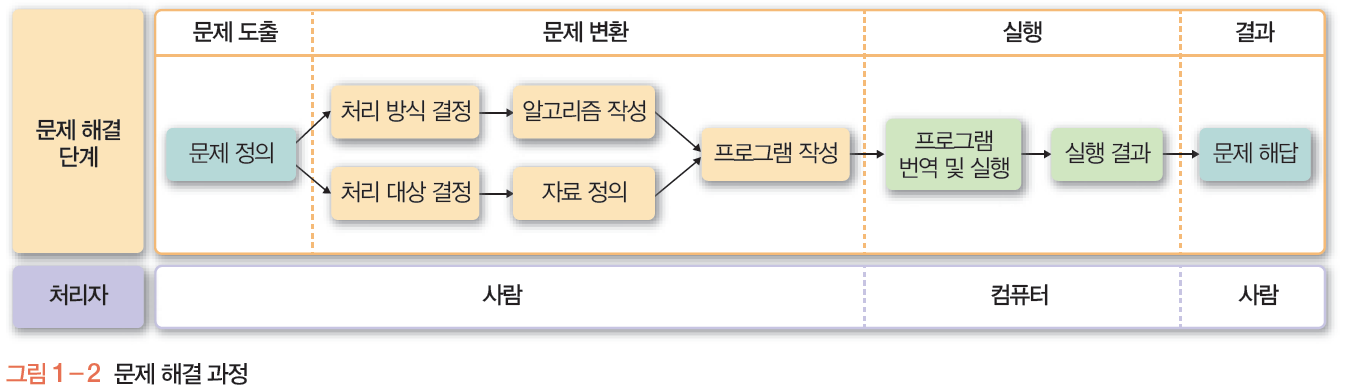 문제 도출
문제 변환
실행
결과
문제 해결
단계
문제 정의
처리 방식 결정
알고리즘 작성
처리 대상 결정
자료 정의
프로그램 작성
프로그램
번역 및 실행
실행 결과
문제 해답
처리자
사람
컴퓨터
사람
그림 1-2 문제 해결 과정